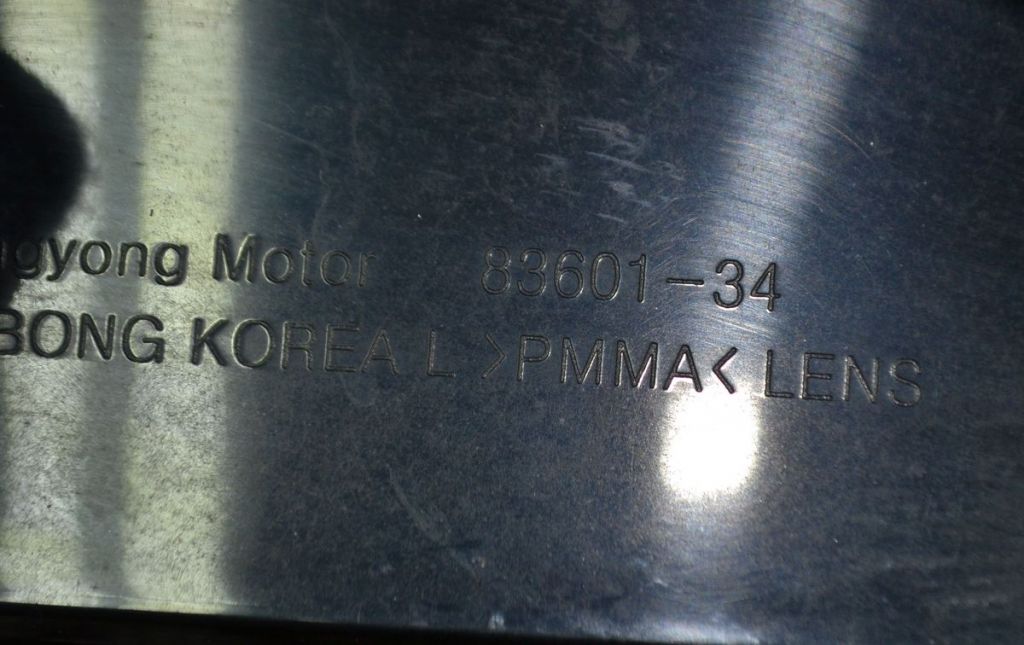 gyong Motor 83601-34
BONG KOREA L >PMMA< LENS